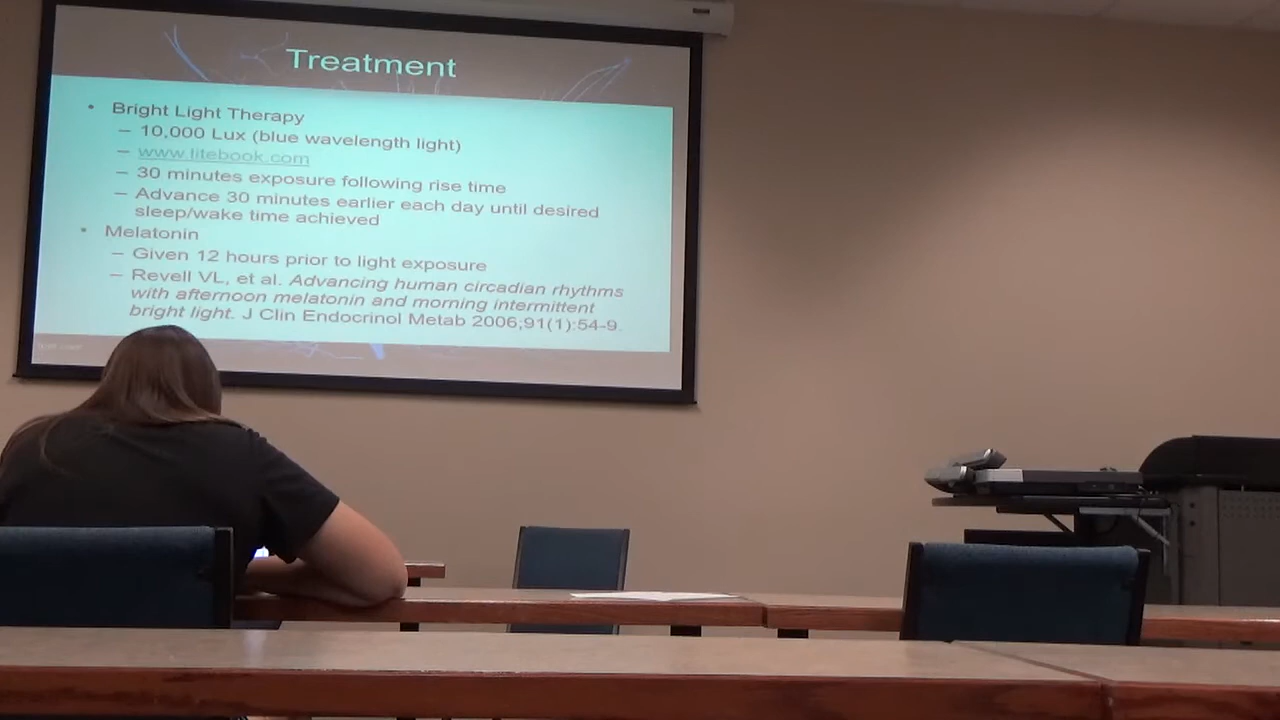 Treatment
• Bright Light Therapy
– 10,000 Lux (blue wavelength light)
– www.litebook.com
– 30 minutes exposure following rise time
– Advance 30 minutes earlier each day until desired
sleep/wake time achieved
• Melatonin
– Given 12 hours prior to light exposure
– Revell VL, et al. Advancing human circadian rhythms
with afternoon melatonin and morning intermittent
bright light. J Clin Endocrinol Metab 2006;91(1):54-9.